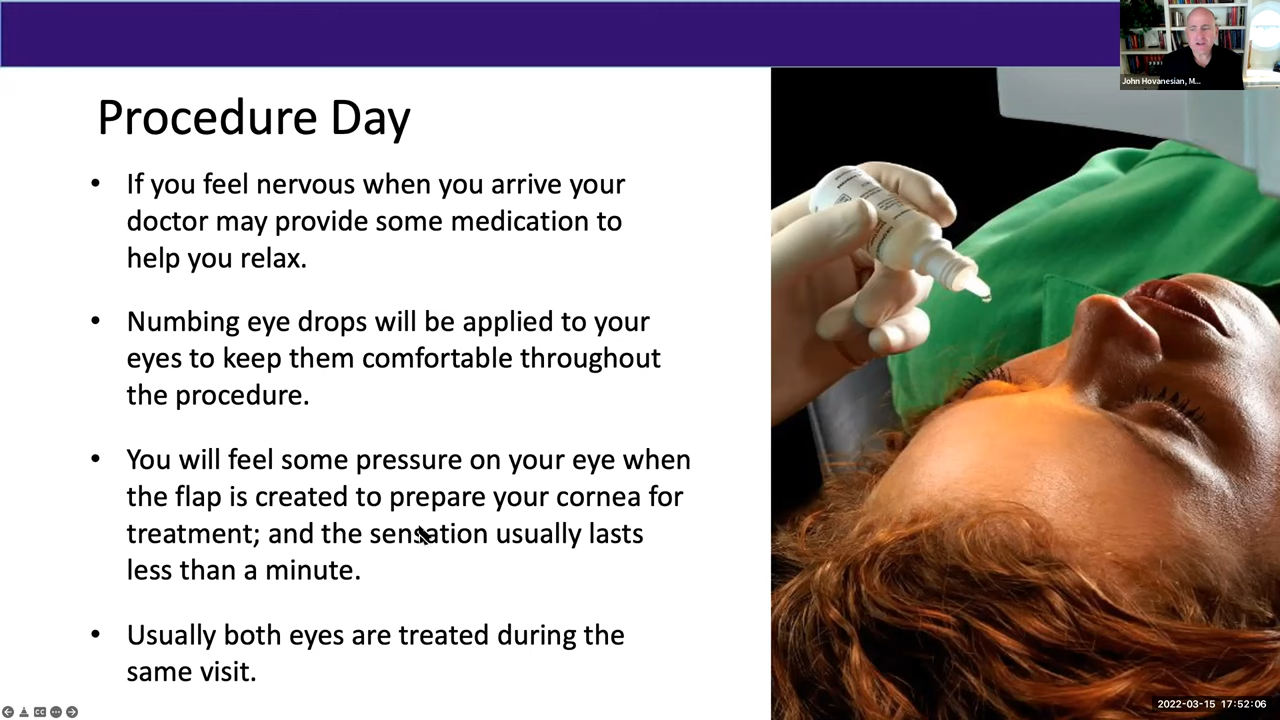 John Hovanesian, M...
Procedure Day
• If you feel nervous when you arrive your
doctor may provide some medication to
help you relax.
• Numbing eye drops will be applied to your
eyes to keep them comfortable throughout
the procedure.
• You will feel some pressure on your eye when
the flap is created to prepare your cornea for
treatment; and the sensation usually lasts
less than a minute.
• Usually both eyes are treated during the
same visit.
CC
2022-03-15 17:52:06